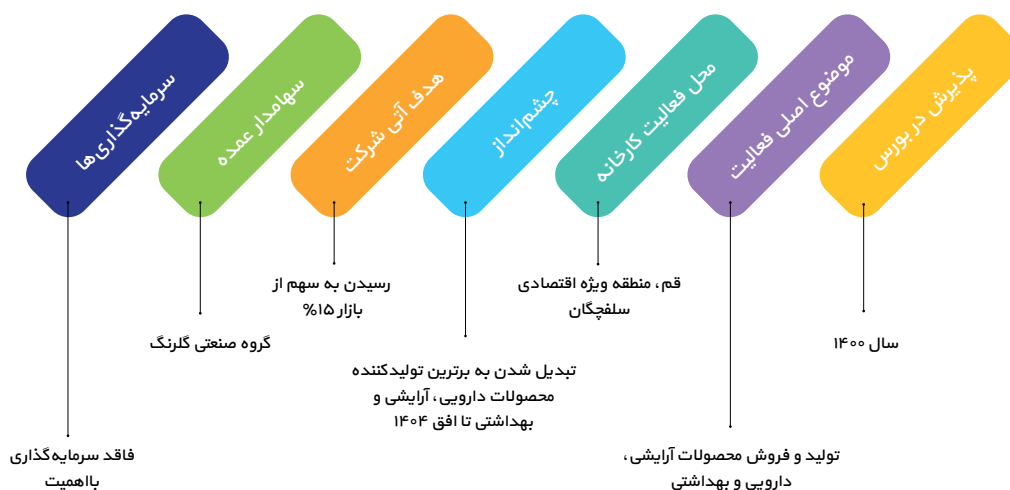 پذیرش در بورس
سال ۱۴۰۰
موضوع اصلی فعالیت
تولید و فروش محصولات آرایشی،
دارویی و بهداشتی
محل فعالیت کارخانه
قم، منطقه ویژه اقتصادی
سلفچگان
چشم‌انداز
تبدیل شدن به برترین تولیدکننده
محصولات دارویی، آرایشی و
بهداشتی تا افق ۱۴۰۴
هدف آتی شرکت
رسیدن به سهم از
بازار ۱۵%
سهامدار عمده
گروه صنعتی گلرنگ
سرمایه‌گذاری‌ها
فاقد سرمایه‌گذاری
بااهمیت